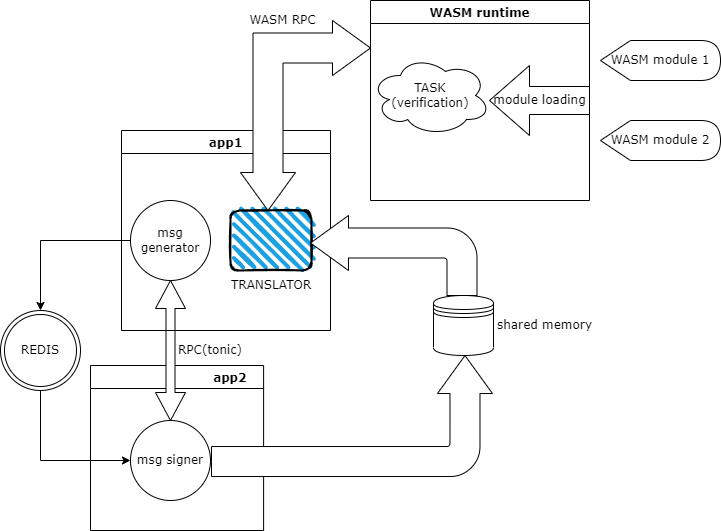 WASM RPC
WASM runtime
TASK
(verification)
module loading
WASM module 1
WASM module 2
app1
msg
generator
TRANSLATOR
REDIS
RPC(tonic)
shared memory
app2
msg signer